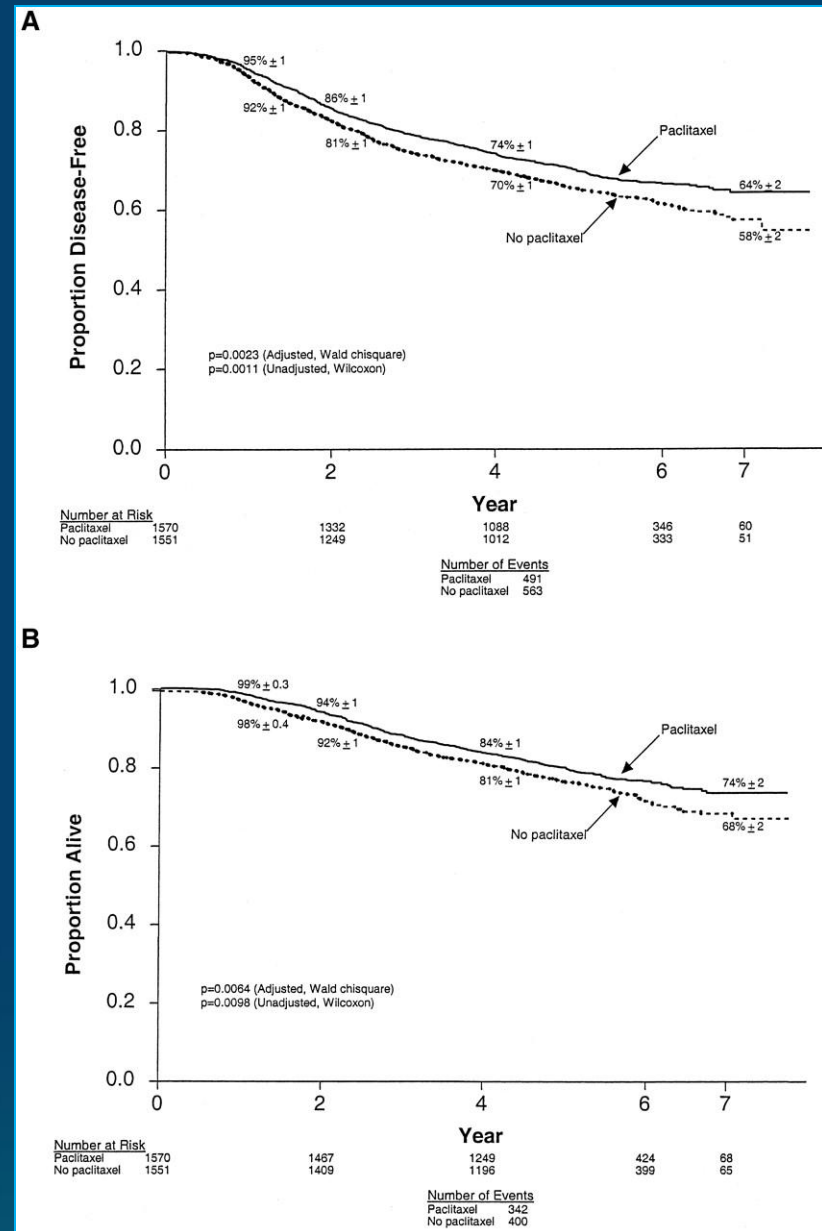 A
1.0
95% ± 1
86% ± 1
92% ± 1
0.8
81% ± 1
74% ± 1
Paclitaxel
70% ± 1
64% ± 2
0.6
No paclitaxel
58% ± 2
Proportion Disease-Free
0.4
p=0.0023 (Adjusted, Wald chisquare)
p=0.0011 (Unadjusted, Wilcoxon)
0.2
0.0
0 2 4 6 7
Year
Number at Risk
Paclitaxel 1570 1332 1088 346 60
No paclitaxel 1551 1249 1012 333 51
Number of Events
Paclitaxel 491
No paclitaxel 563
B
1.0
99% ± 0.3
94% ± 1
98% ± 0.4
92% ± 1
84% ± 1
Paclitaxel
0.8
81% ± 1
74% ± 2
No paclitaxel
68% ± 2
0.6
Proportion Alive
0.4
p=0.0064 (Adjusted, Wald chisquare)
p=0.0098 (Unadjusted, Wilcoxon)
0.2
0.0
0 2 4 6 7
Year
Number at Risk
Paclitaxel 1570 1467 1249 424 68
No paclitaxel 1551 1409 1196 399 65
Number of Events
Paclitaxel 342
No paclitaxel 400